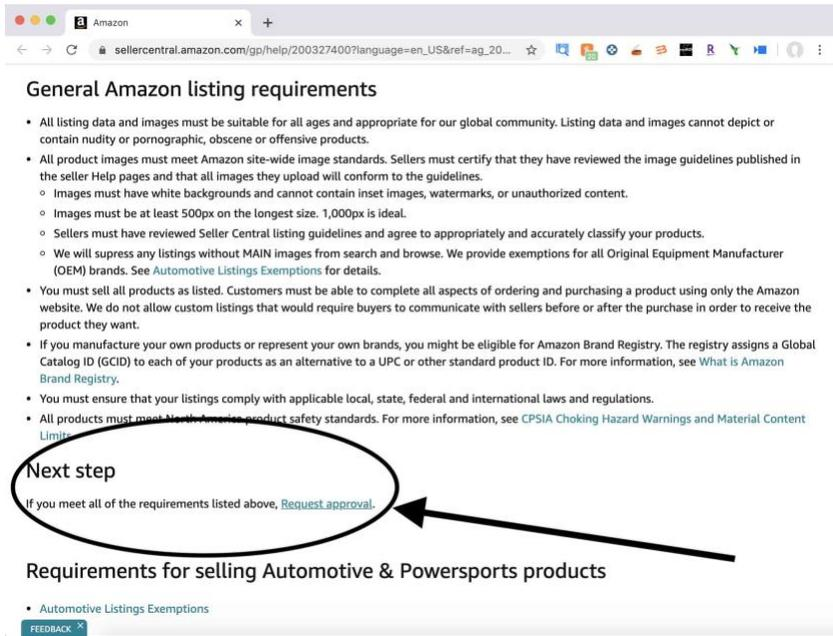 Amazon
sellercentral.amazon.com/gp/help/200327400?language=en_US&ref=ag_20...
20
R
General Amazon listing requirements
• All listing data and images must be suitable for all ages and appropriate for our global community. Listing data and images cannot depict or
contain nudity or pornographic, obscene or offensive products.
• All product images must meet Amazon site-wide image standards. Sellers must certify that they have reviewed the image guidelines published in
the seller Help pages and that all images they upload will conform to the guidelines.
◦ Images must have white backgrounds and cannot contain inset images, watermarks, or unauthorized content.
◦ Images must be at least 500px on the longest size. 1,000px is ideal.
◦ Sellers must have reviewed Seller Central listing guidelines and agree to appropriately and accurately classify your products.
◦ We will supress any listings without MAIN images from search and browse. We provide exemptions for all Original Equipment Manufacturer
(OEM) brands. See Automotive Listings Exemptions for details.
• You must sell all products as listed. Customers must be able to complete all aspects of ordering and purchasing a product using only the Amazon
website. We do not allow custom listings that would require buyers to communicate with sellers before or after the purchase in order to receive the
product they want.
• If you manufacture your own products or represent your own brands, you might be eligible for Amazon Brand Registry. The registry assigns a Global
Catalog ID (GCID) to each of your products as an alternative to a UPC or other standard product ID. For more information, see What is Amazon
Brand Registry.
• You must ensure that your listings comply with applicable local, state, federal and international laws and regulations.
• All products must meet North America product safety standards. For more information, see CPSIA Choking Hazard Warnings and Material Content
Limits
Next step
If you meet all of the requirements listed above, Request approval.
Requirements for selling Automotive & Powersports products
• Automotive Listings Exemptions
FEEDBACK